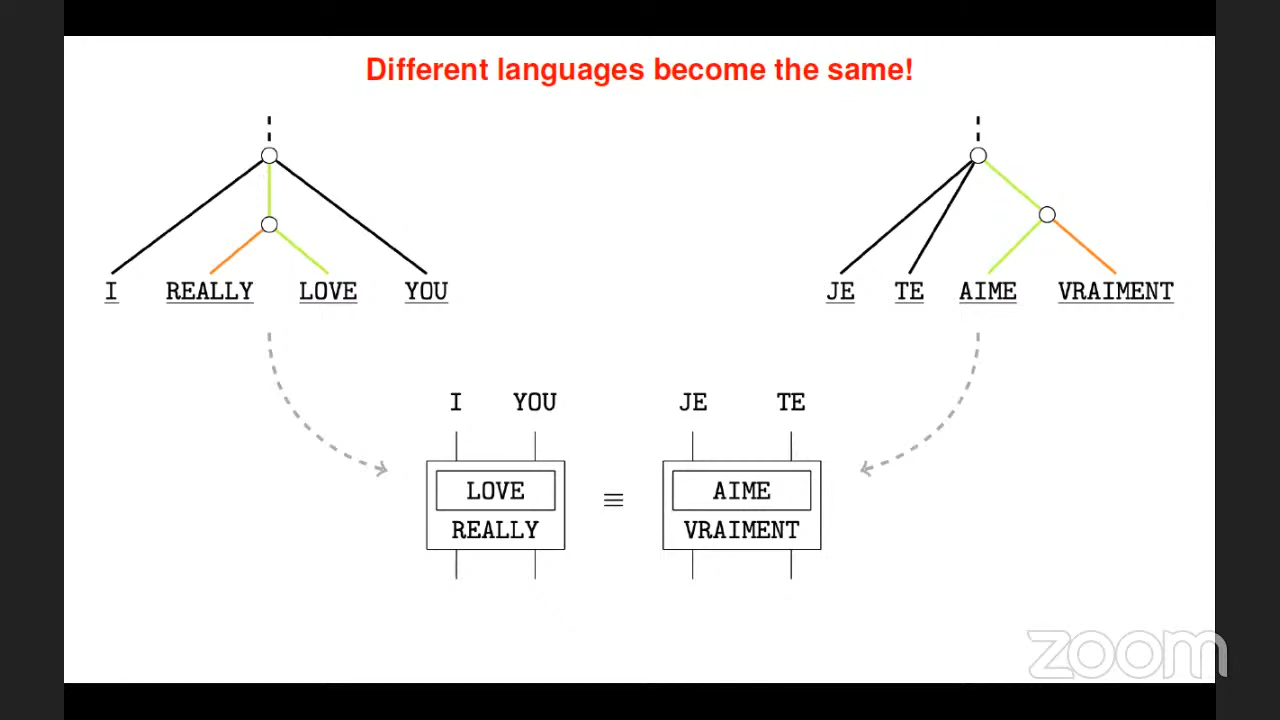 Different languages become the same!
I REALLY LOVE YOU
JE TE AIME VRAIMENT
I YOU
JE TE
LOVE
REALLY
≡
AIME
VRAIMENT
zoom